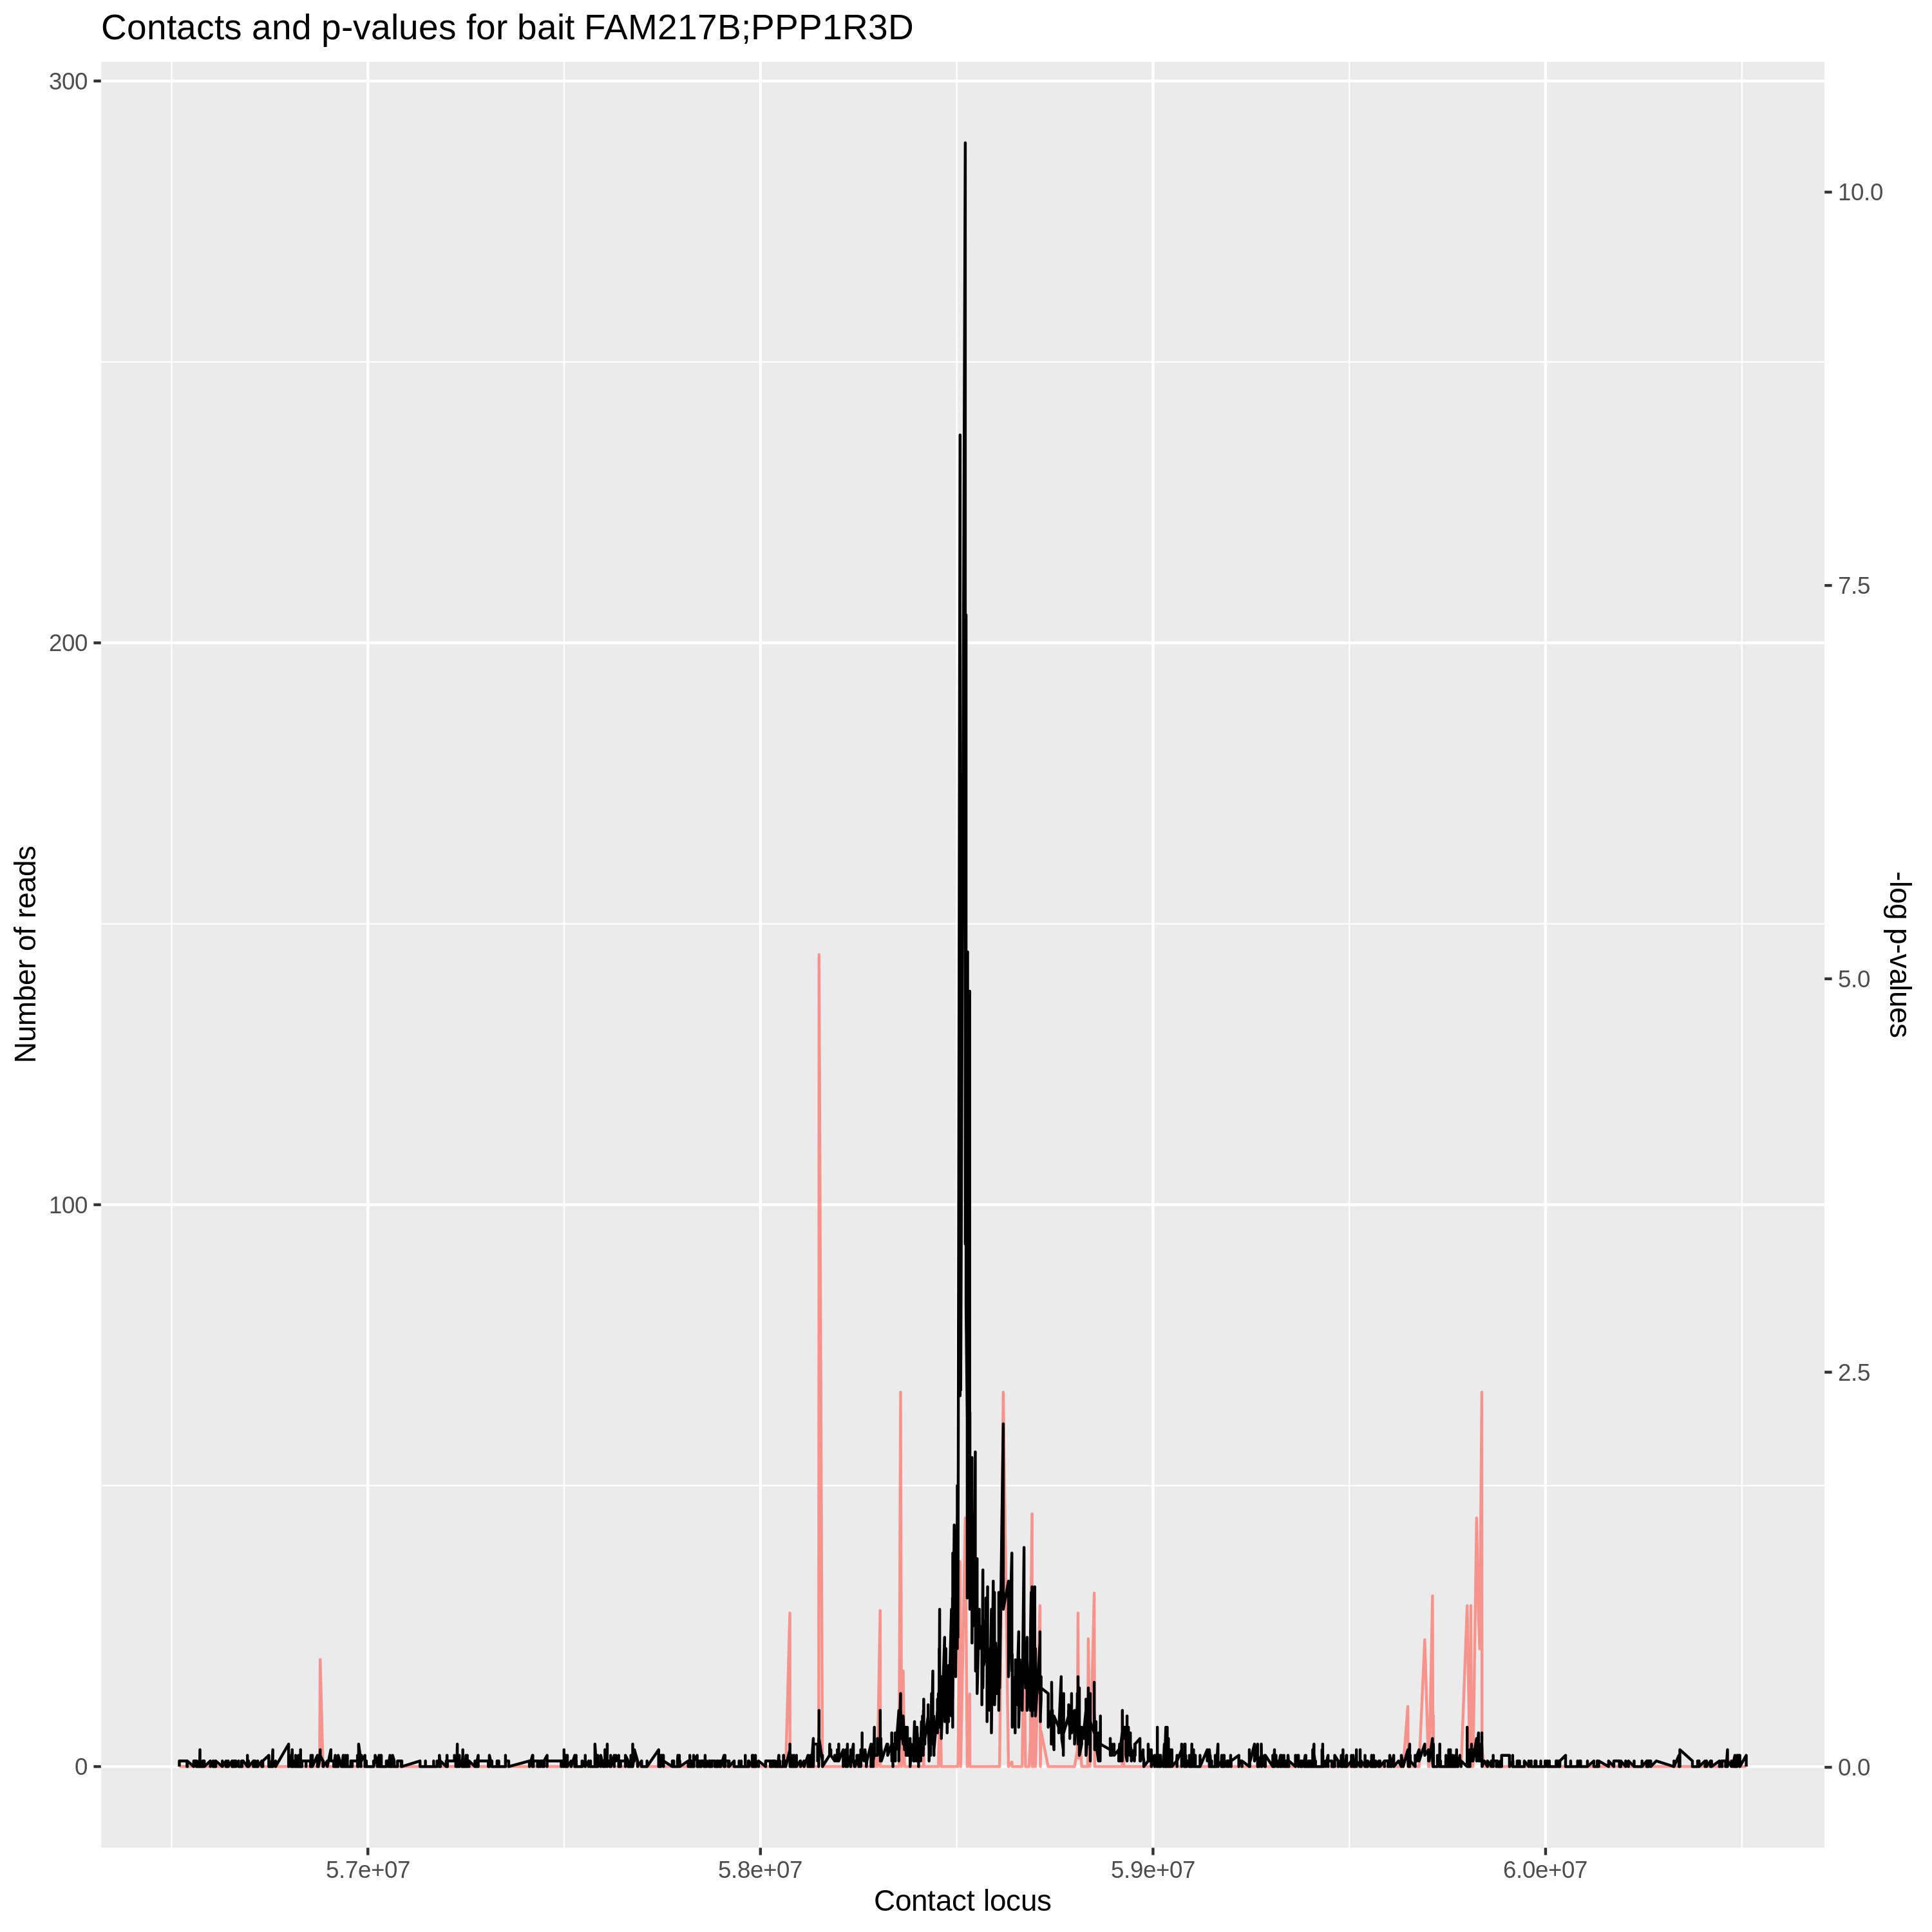 Contacts and p-values for bait FAM217B;PPP1R3D
300
200
100
0
Number of reads
10.0
7.5
5.0
2.5
0.0
-log p-values
5.7e+07 5.8e+07 5.9e+07 6.0e+07
Contact locus